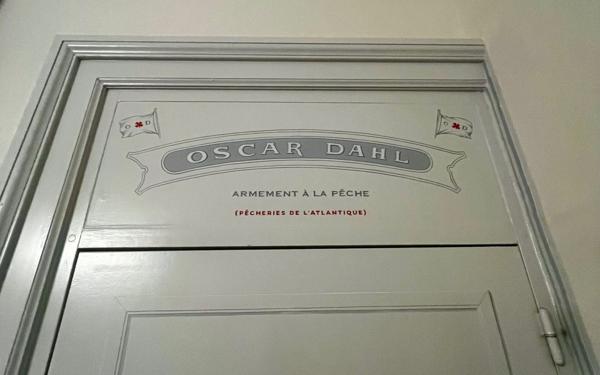 O D
O D
OSCAR DAHL
ARMEMENT À LA PÊCHE
(PÊCHERIES DE L'ATLANTIQUE)